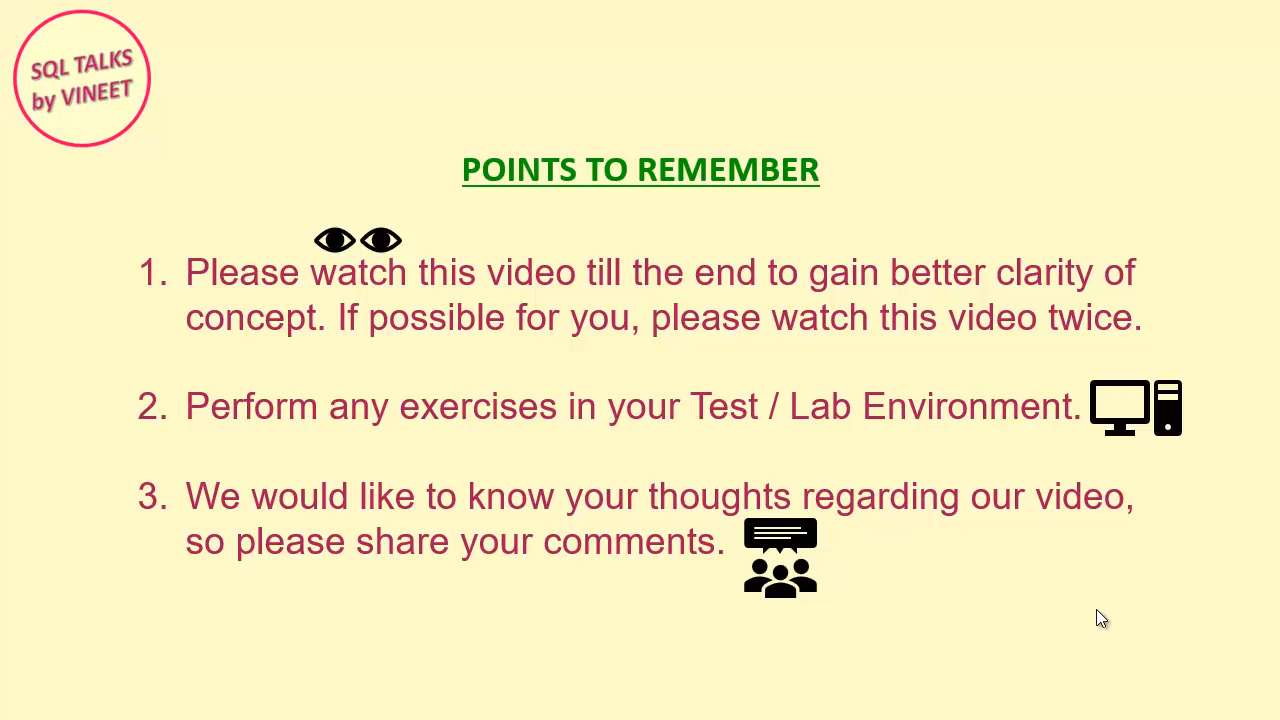 SQL TALKS
by VINEET
POINTS TO REMEMBER
1. Please watch this video till the end to gain better clarity of
concept. If possible for you, please watch this video twice.
2. Perform any exercises in your Test / Lab Environment.
3. We would like to know your thoughts regarding our video,
so please share your comments.